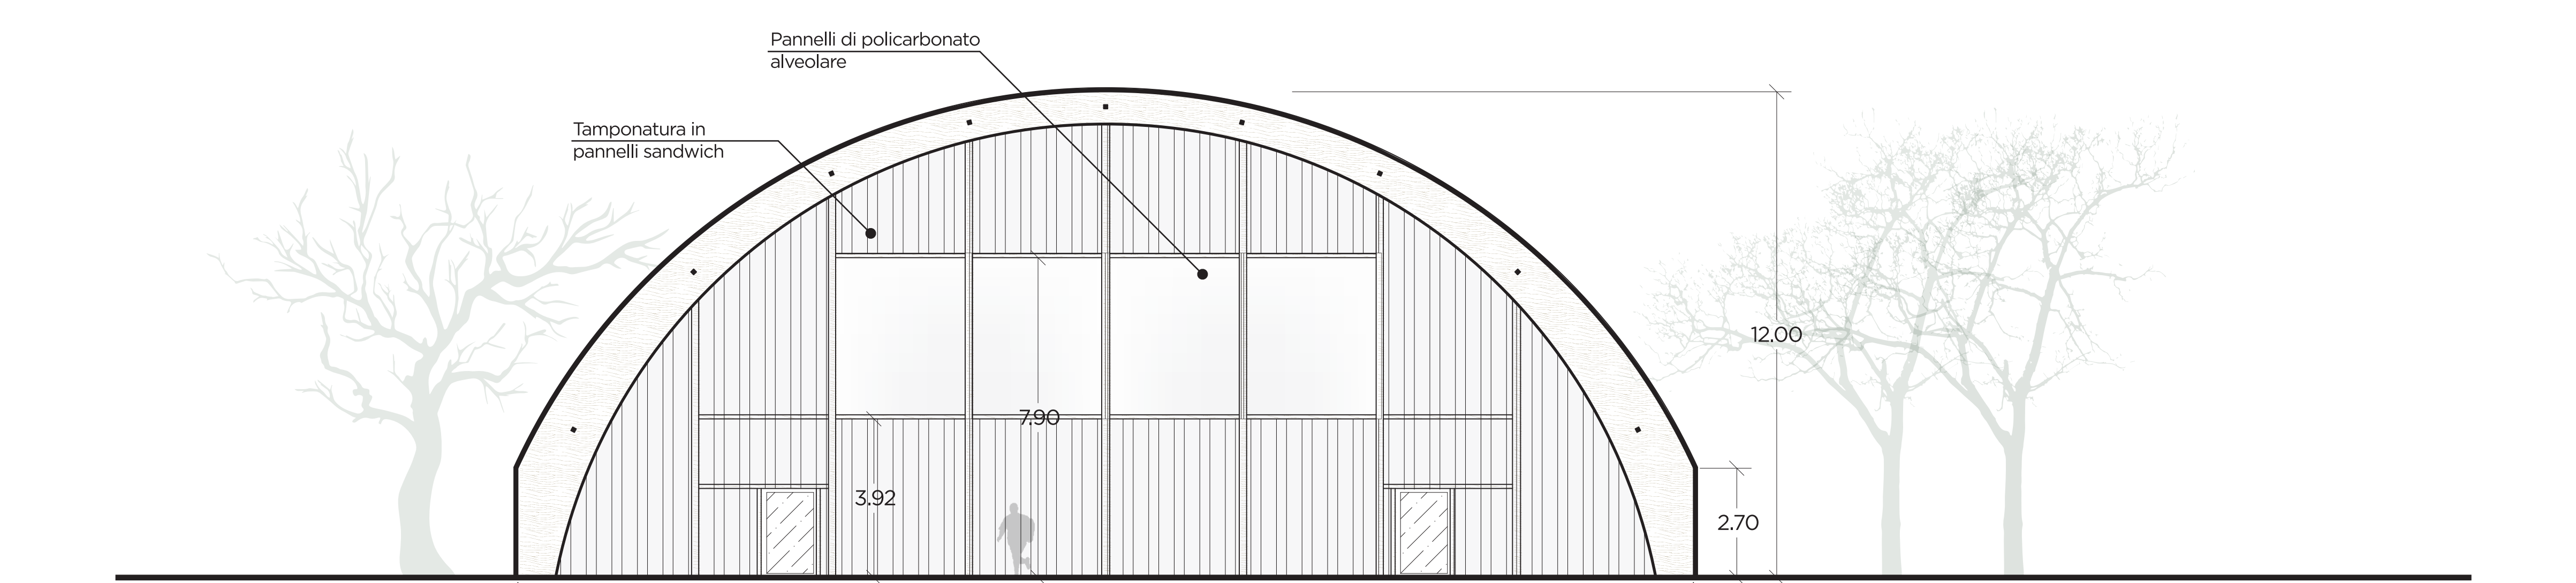 Pannelli di policarbonato
alveolare
Tamponatura in
pannelli sandwich
12.00
7.90
3.92
2.70